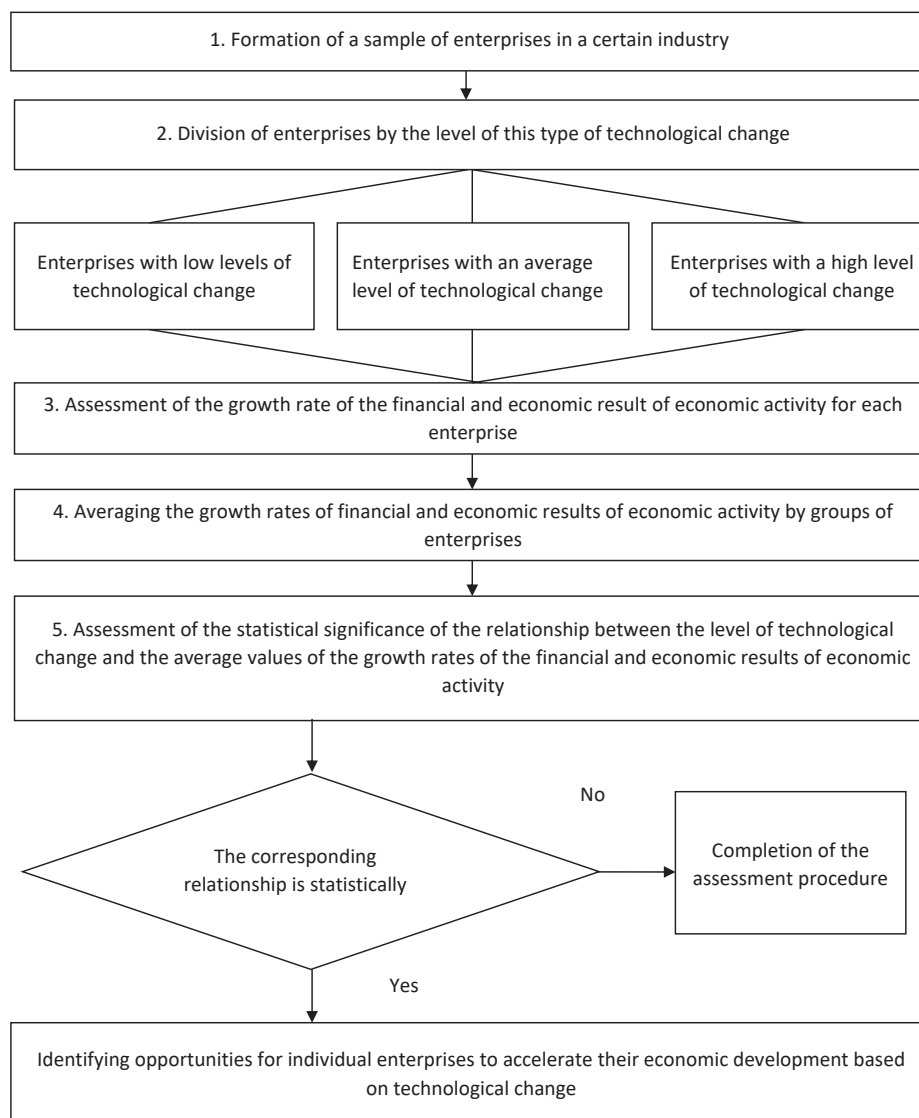 1. Formation of a sample of enterprises in a certain industry
2. Division of enterprises by the level of this type of technological change
Enterprises with low levels of
technological change
Enterprises with an average
level of technological change
Enterprises with a high level
of technological change
3. Assessment of the growth rate of the financial and economic result of economic activity for each
enterprise
4. Averaging the growth rates of financial and economic results of economic activity by groups of
enterprises
5. Assessment of the statistical significance of the relationship between the level of technological
change and the average values of the growth rates of the financial and economic results of economic
activity
No
The corresponding
relationship is statistically
Completion of the
assessment procedure
Yes
Identifying opportunities for individual enterprises to accelerate their economic development based
on technological change